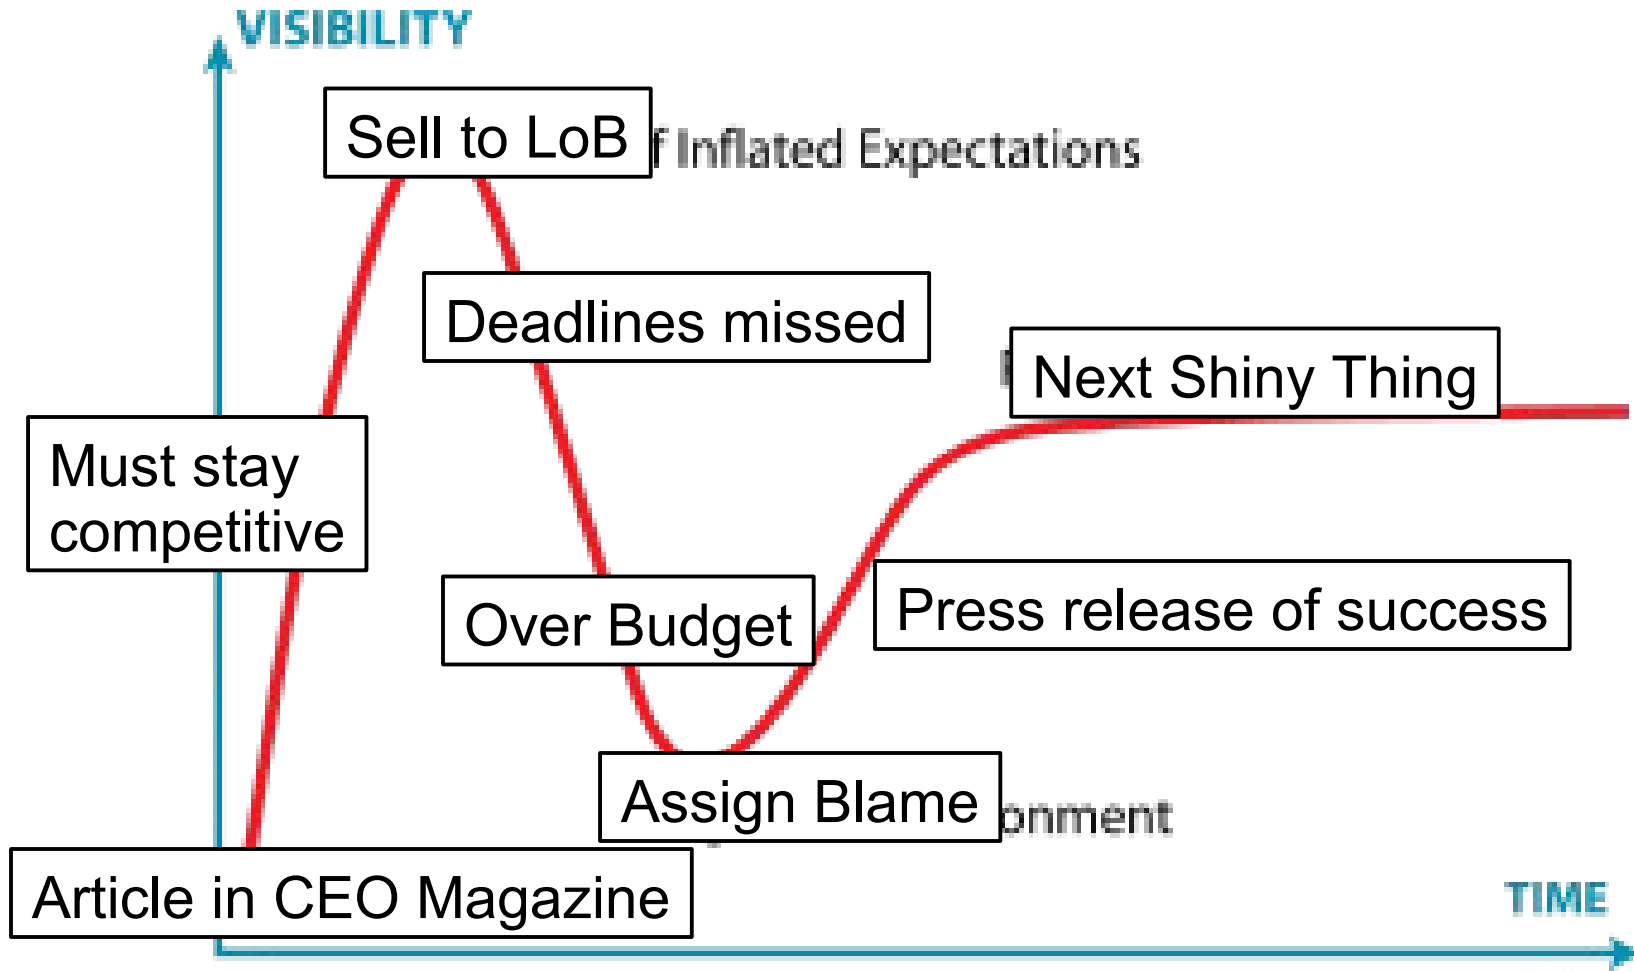 VISIBILITY
Sell to LoB
f Inflated Expectations
Deadlines missed
Next Shiny Thing
Must stay
competitive
Over Budget
Press release of success
Assign Blame
onment
Article in CEO Magazine
TIME